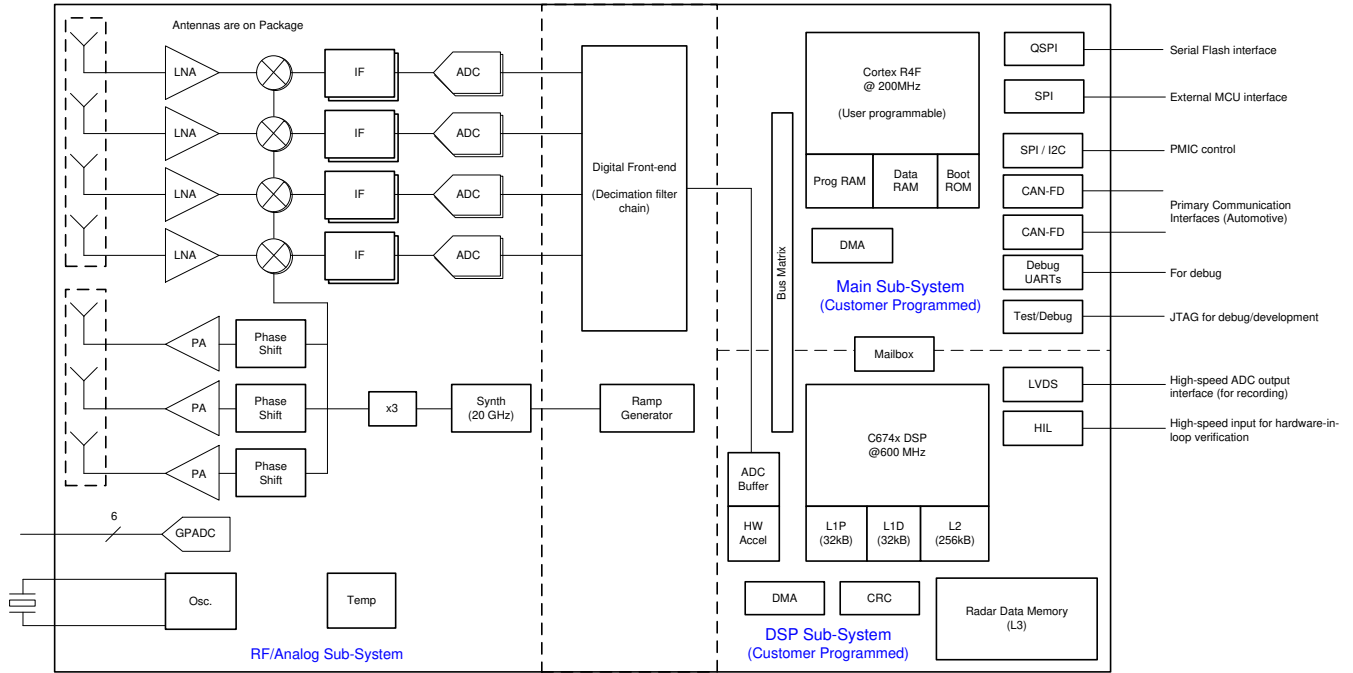 Antennas are on Package
LNA
IF
ADC
LNA
IF
ADC
LNA
IF
ADC
LNA
IF
ADC
PA
Phase
Shift
PA
Phase
Shift
PA
Phase
Shift
x3
Synth
(20 GHz)
Ramp
Generator
6
GPADC
Osc.
Temp
RF/Analog Sub-System
Digital Front-end
(Decimation filter
chain)
Bus Matrix
Cortex R4F
@ 200MHz
(User programmable)
Prog RAM
Data
RAM
Boot
ROM
DMA
Main Sub-System
(Customer Programmed)
QSPI
Serial Flash interface
SPI
External MCU interface
SPI / I2C
PMIC control
CAN-FD
CAN-FD
Primary Communication
Interfaces (Automotive)
Debug
UARTs
For debug
Test/Debug
JTAG for debug/development
Mailbox
LVDS
High-speed ADC output
interface (for recording)
HIL
High-speed input for hardware-in-
loop verification
C674x DSP
@600 MHz
L1P
(32kB)
L1D
(32kB)
L2
(256kB)
ADC
Buffer
HW
Accel
DMA
CRC
Radar Data Memory
(L3)
DSP Sub-System
(Customer Programmed)